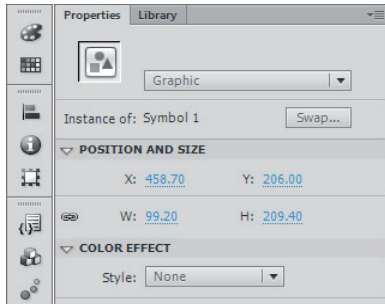 Properties Library
Graphic
Instance of: Symbol 1 Swap...
POSITION AND SIZE
X: 458.70 Y: 206.00
W: 99.20 H: 209.40
COLOR EFFECT
Style: None